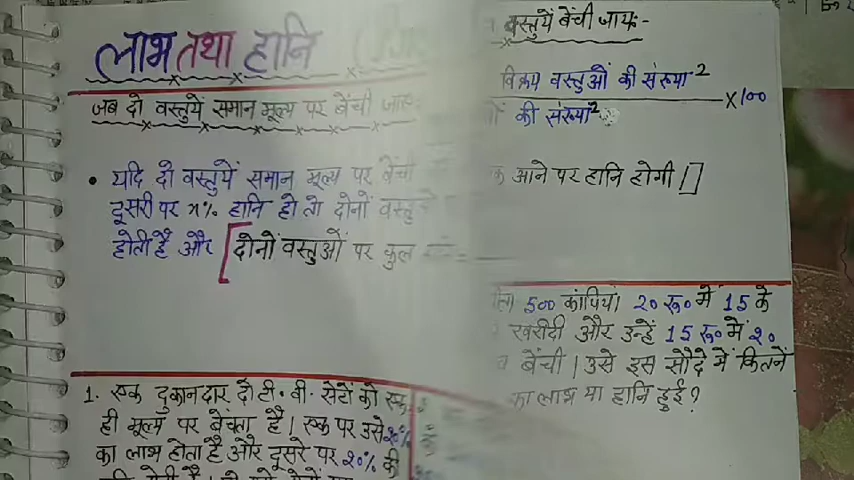 लाभ तथा हानि
जब दो वस्तुयें समान मूल्य पर बेंची जाय
• यदि दो वस्तुयें समान मूल्य पर बेंची
दूसरी पर x% हानि हो तो दोनों
होती है और [दोनों वस्तुओं पर कुल
1. एक दुकानदार दो टी. वी. सेटों को एक
ही मूल्य पर बेंचता है। एक पर उसे 20%
का लाभ होता है और दूसरे पर 20% की
वस्तुयें बेंची जाय:-
विक्रय वस्तुओं की संख्या²
की संख्या²
×100
आने पर हानि होगी []
500 कापियां 20 रू० में 15 के
खरीदी और उन्हें 15 रू० में 20
बेंची। उसे इस सौदे में कितने
का लाभ या हानि हुई?